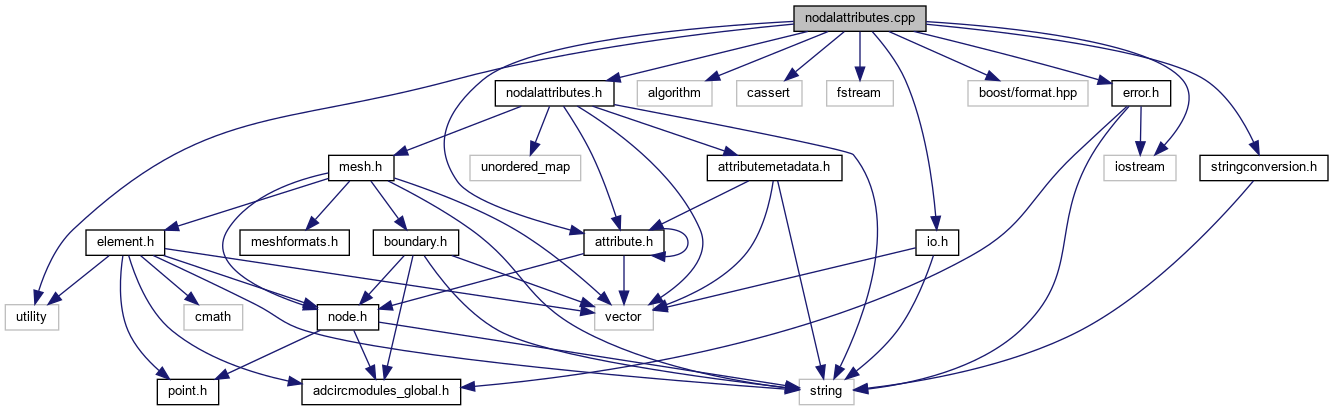 nodalattributes.cpp
nodalattributes.h
algorithm
cassert
fstream
boost/format.hpp
error.h
mesh.h
unordered_map
attributemetadata.h
iostream
stringconversion.h
element.h
meshformats.h
boundary.h
attribute.h
io.h
utility
cmath
node.h
vector
point.h
adcircmodules_global.h
string